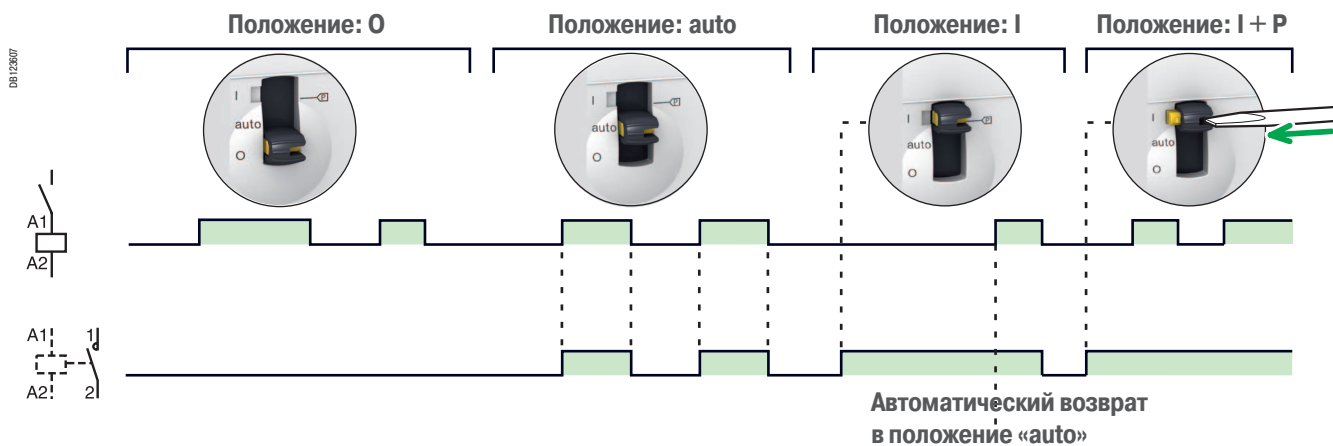 Положение: O
Положение: auto
Положение: I
Положение: I + P
DB123607
I
P
auto
O
I
P
auto
O
I
P
auto
O
I
auto
O
A1
A2
A1
1
A2
2
Автоматический возврат
в положение «auto»